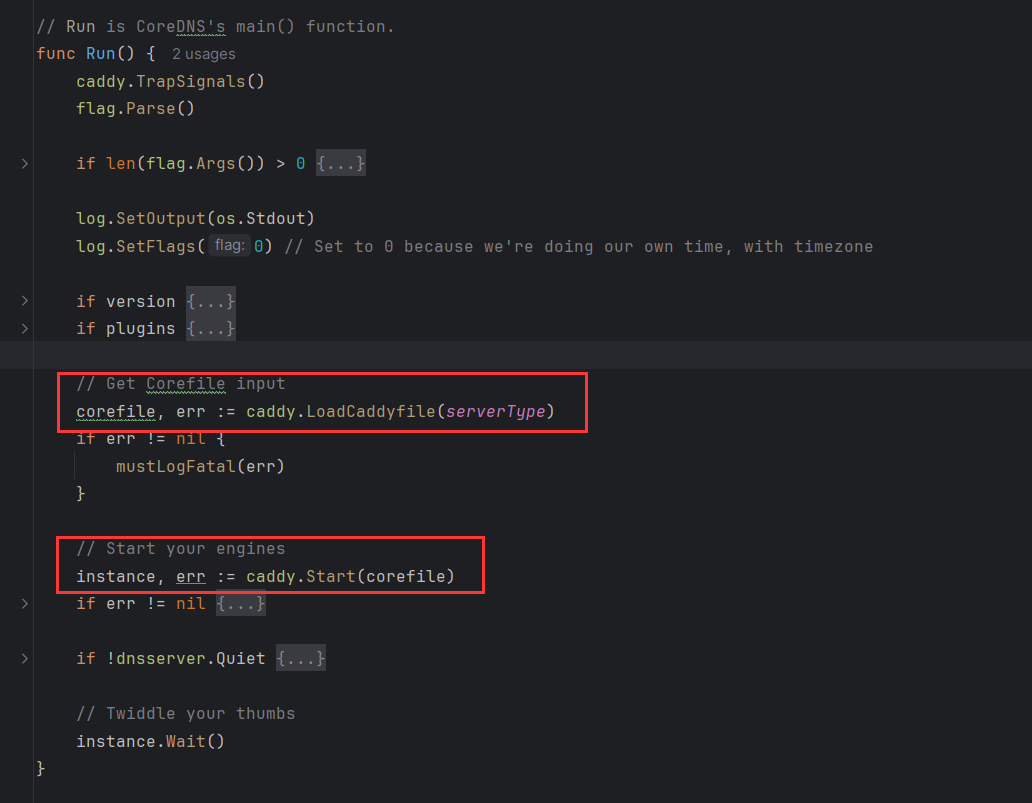 // Run is CoreDNS's main() function.
func Run() { 2 usages
caddy.TrapSignals()
flag.Parse()
if len(flag.Args()) > 0 {...}
log.SetOutput(os.Stdout)
log.SetFlags( flag: 0) // Set to 0 because we're doing our own time, with timezone
if version {...}
if plugins {...}
// Get Corefile input
corefile, err := caddy.LoadCaddyfile(serverType)
if err != nil {
mustLogFatal(err)
}
// Start your engines
instance, err := caddy.Start(corefile)
if err != nil {...}
if !dnsserver.Quiet {...}
// Twiddle your thumbs
instance.Wait()
}